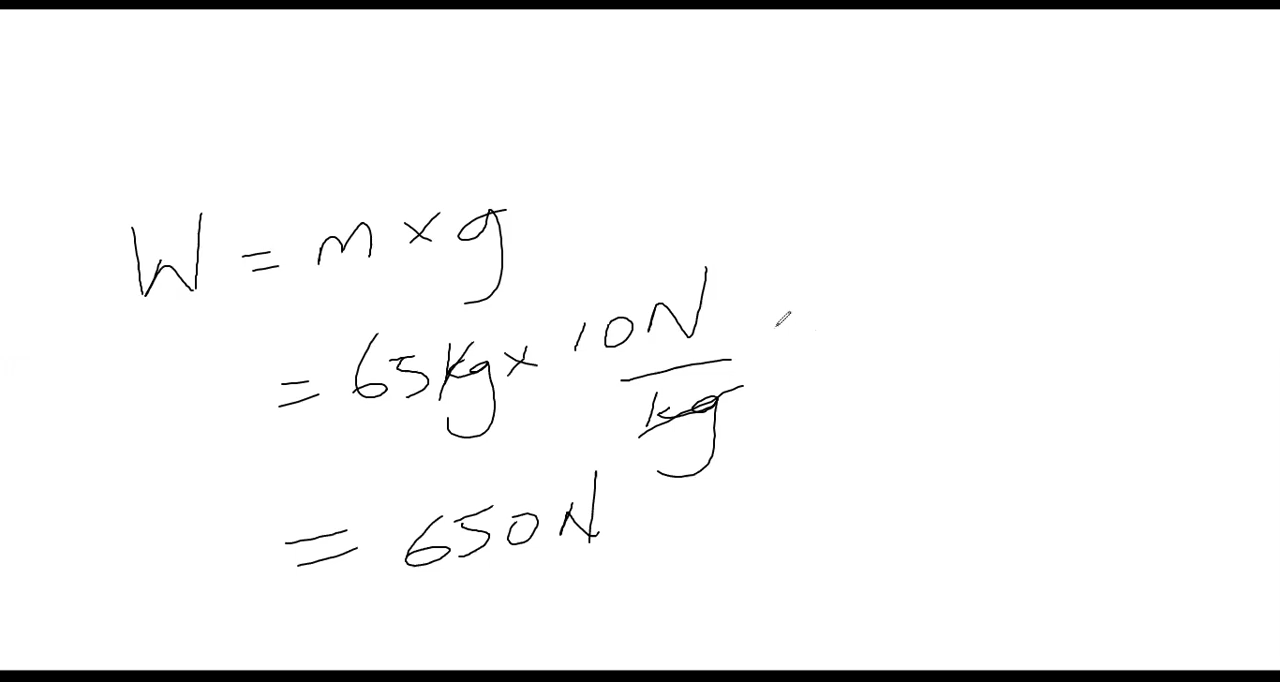 W = m × g
= 65kg × 10N/kg
= 650N